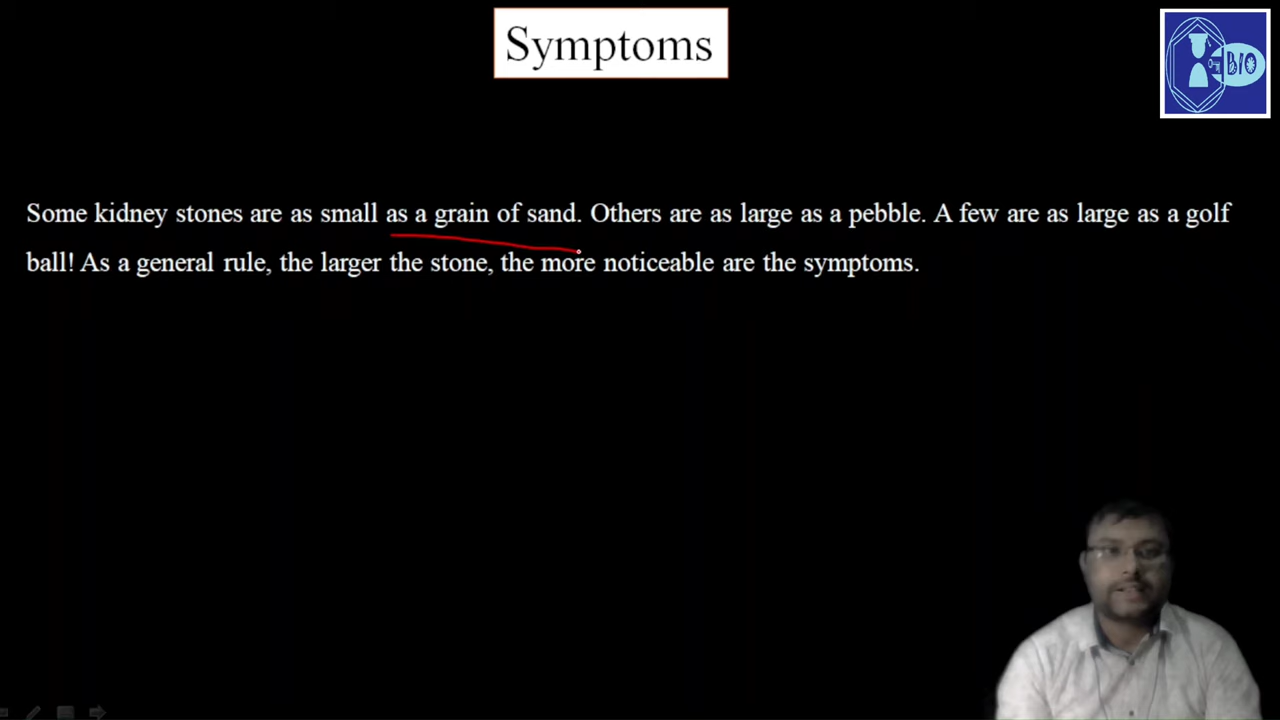 Symptoms
BIO
Some kidney stones are as small as a grain of sand. Others are as large as a pebble. A few are as large as a golf
ball! As a general rule, the larger the stone, the more noticeable are the symptoms.